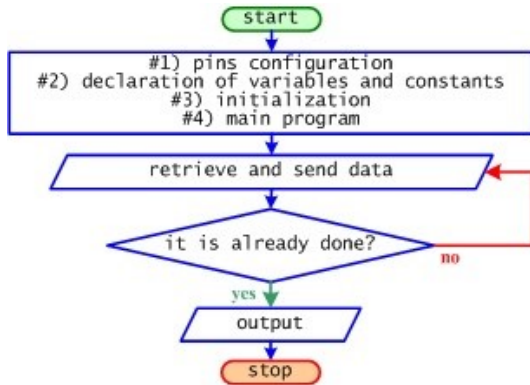 start
#1) pins configuration
#2) declaration of variables and constants
#3) initialization
#4) main program
retrieve and send data
it is already done?
no
yes
output
stop